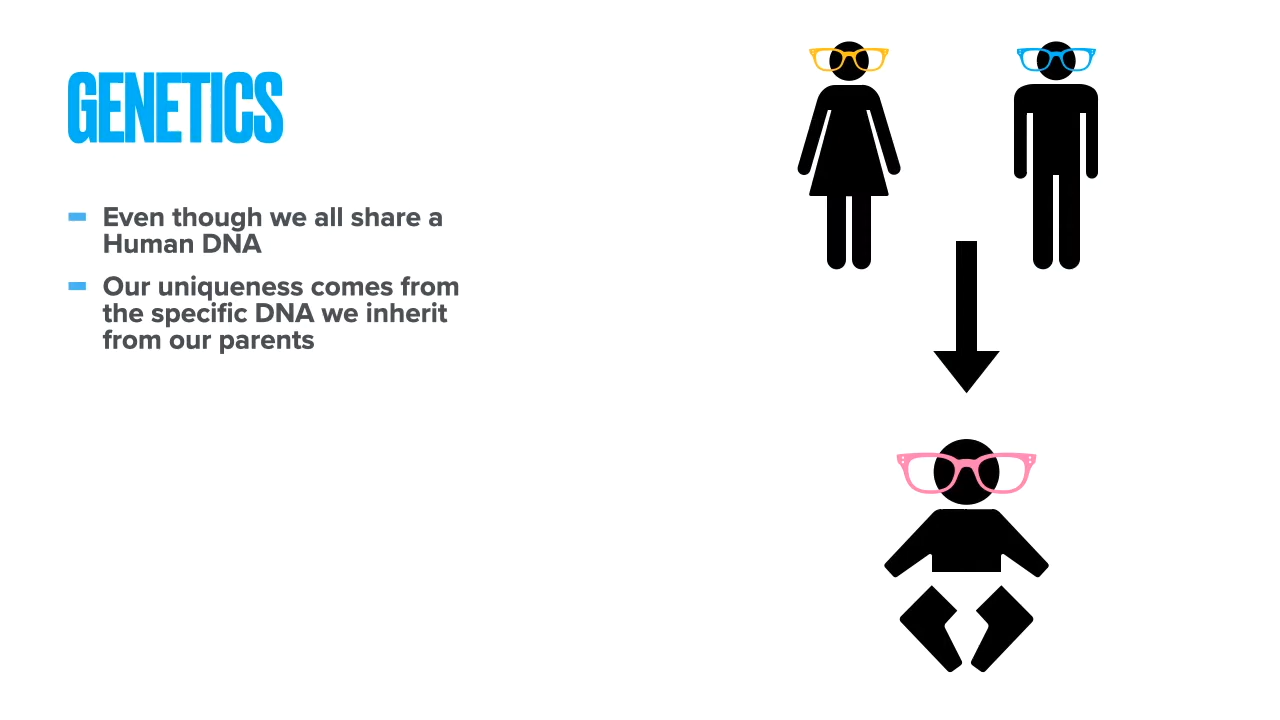 GENETICS
Even though we all share a
Human DNA
Our uniqueness comes from
the specific DNA we inherit
from our parents